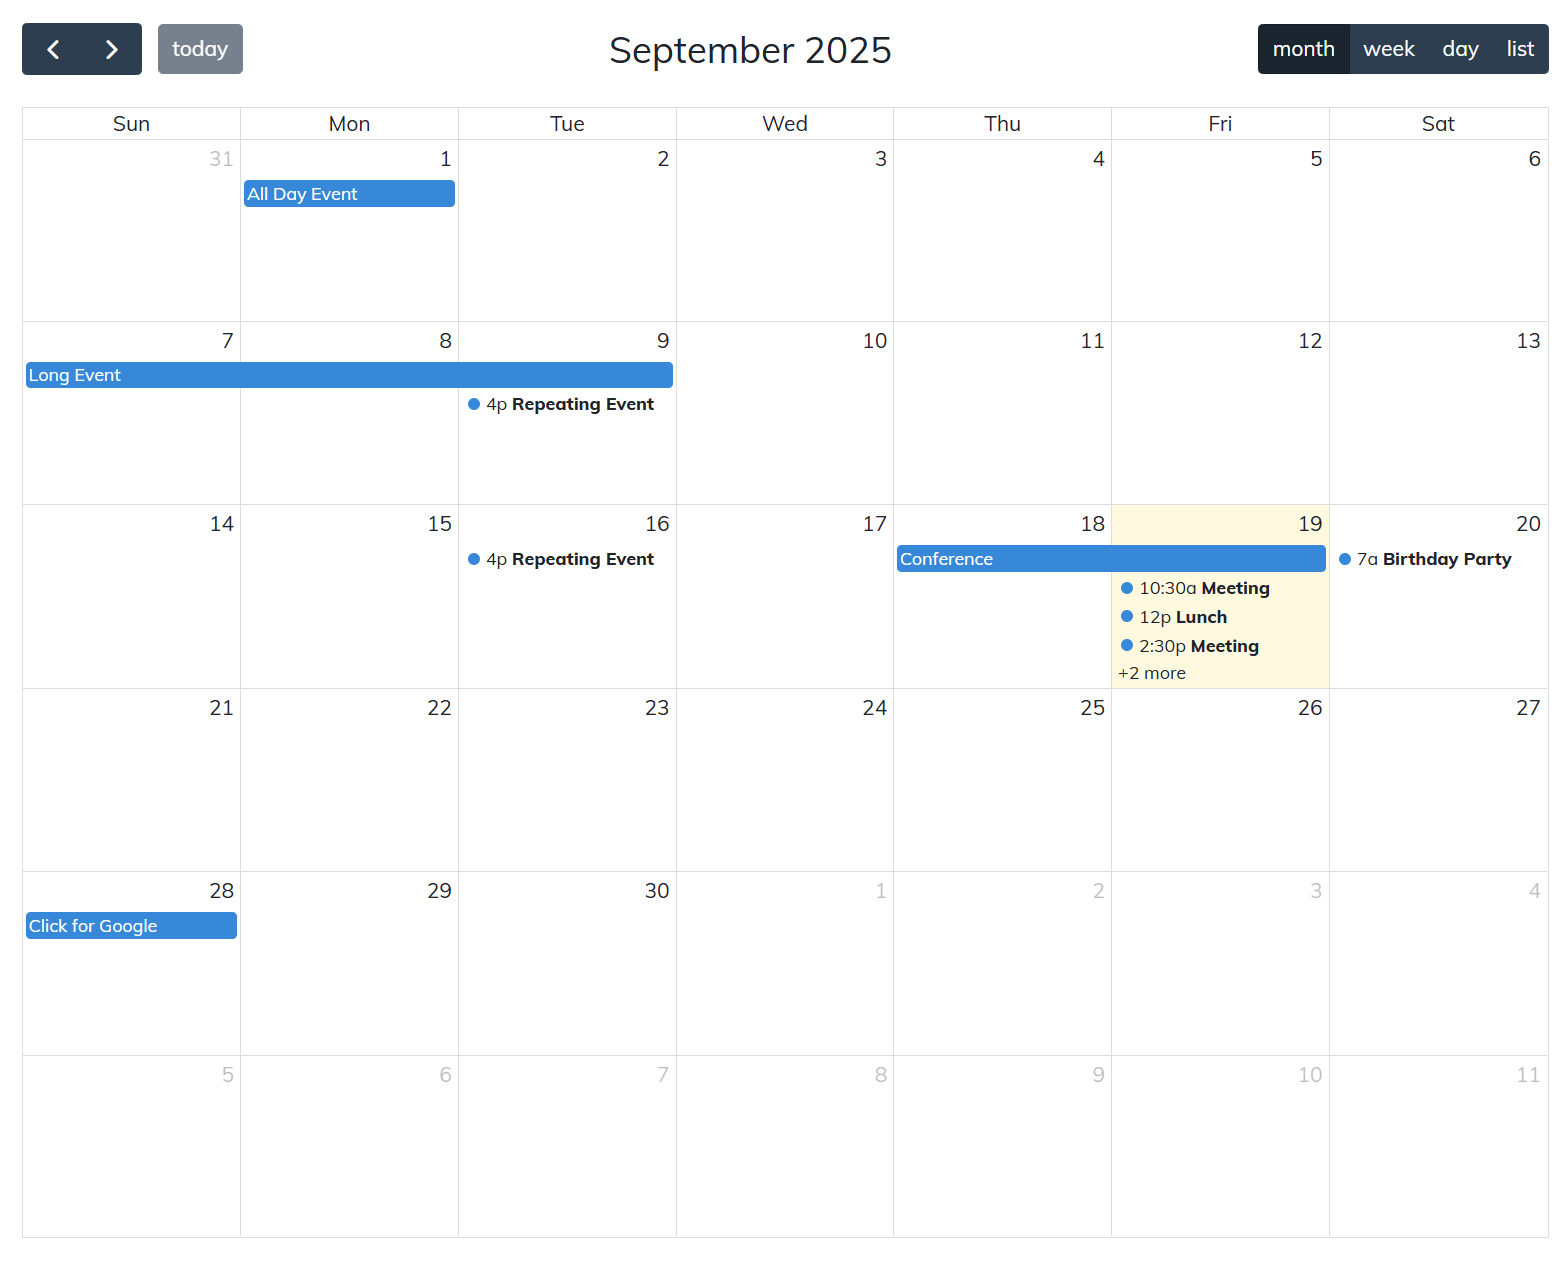 today
September 2025
month week day list
Sun Mon Tue Wed Thu Fri Sat
31 1 2 3 4 5 6
All Day Event
7 8 9 10 11 12 13
Long Event
4p Repeating Event
14 15 16 17 18 19 20
4p Repeating Event Conference 7a Birthday Party
10:30a Meeting
12p Lunch
2:30p Meeting
+2 more
21 22 23 24 25 26 27
28 29 30 1 2 3 4
Click for Google
5 6 7 8 9 10 11